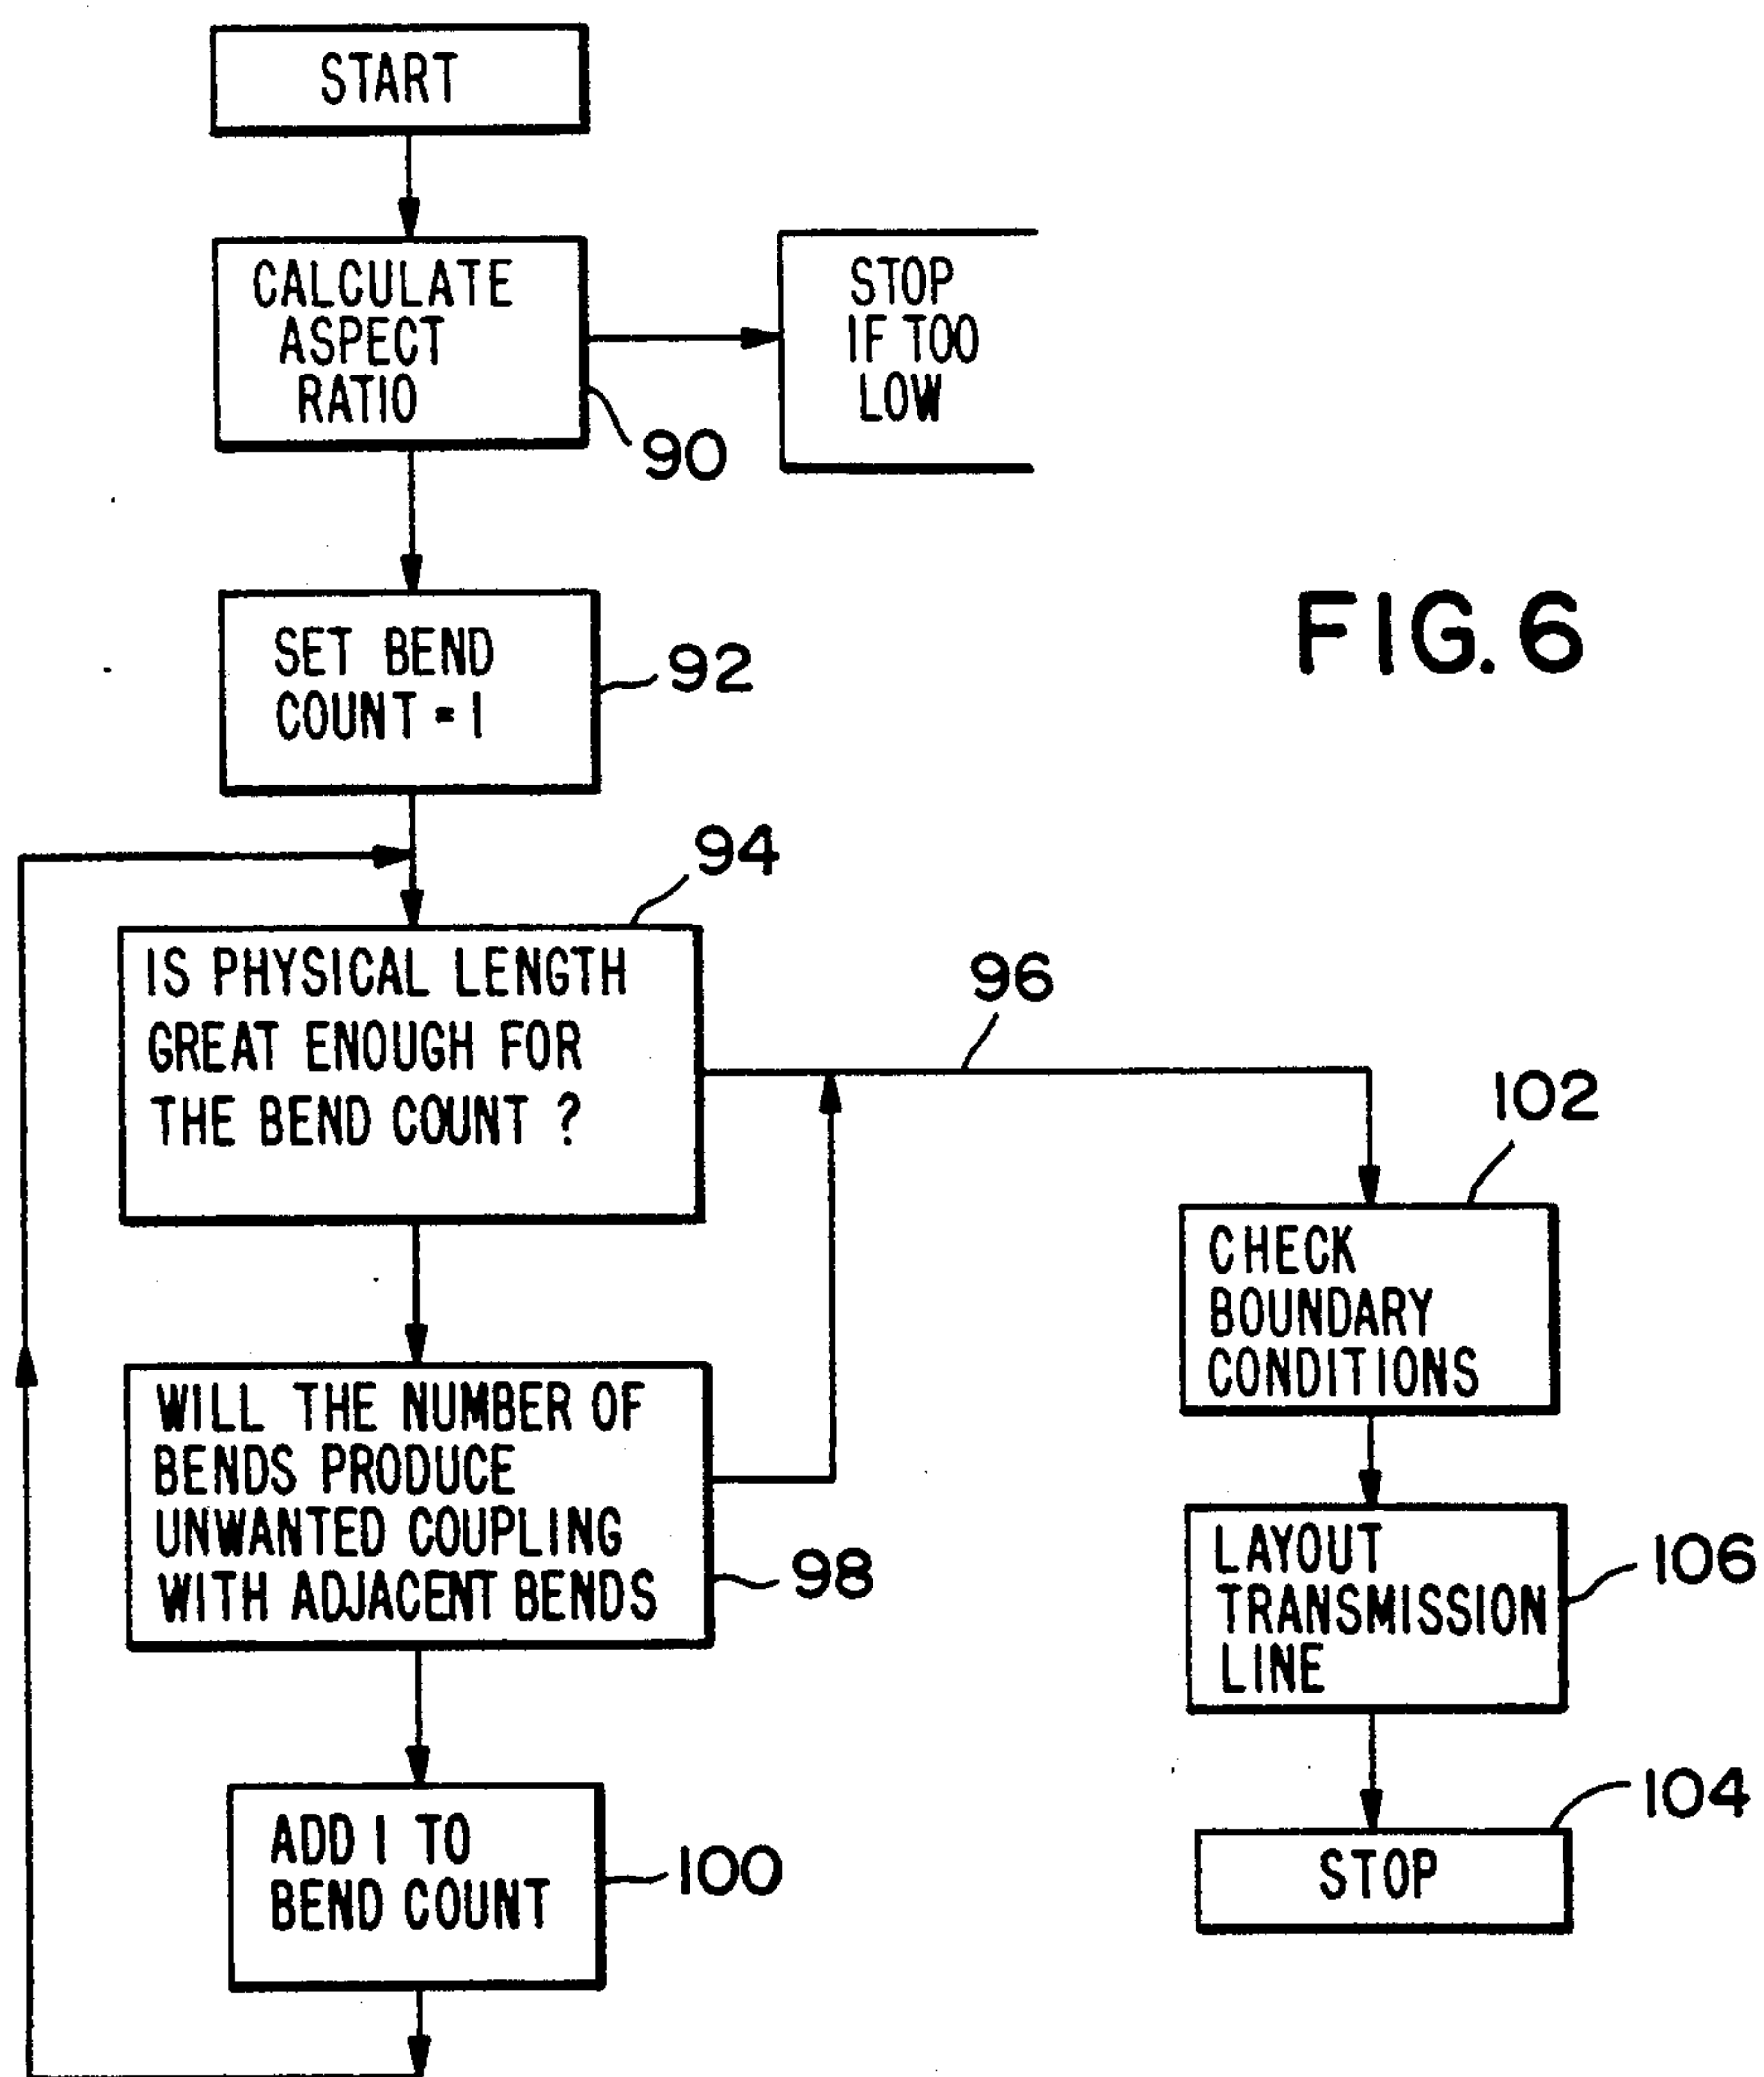 START
CALCULATE
ASPECT
RATIO
90
STOP
IF TOO
LOW
SET BEND
COUNT = 1
92
FIG. 6
94
IS PHYSICAL LENGTH
GREAT ENOUGH FOR
THE BEND COUNT ?
96
WILL THE NUMBER OF
BENDS PRODUCE
UNWANTED COUPLING
WITH ADJACENT BENDS
98
ADD 1 TO
BEND COUNT
100
102
CHECK
BOUNDARY
CONDITIONS
LAYOUT
TRANSMISSION
LINE
106
104
STOP